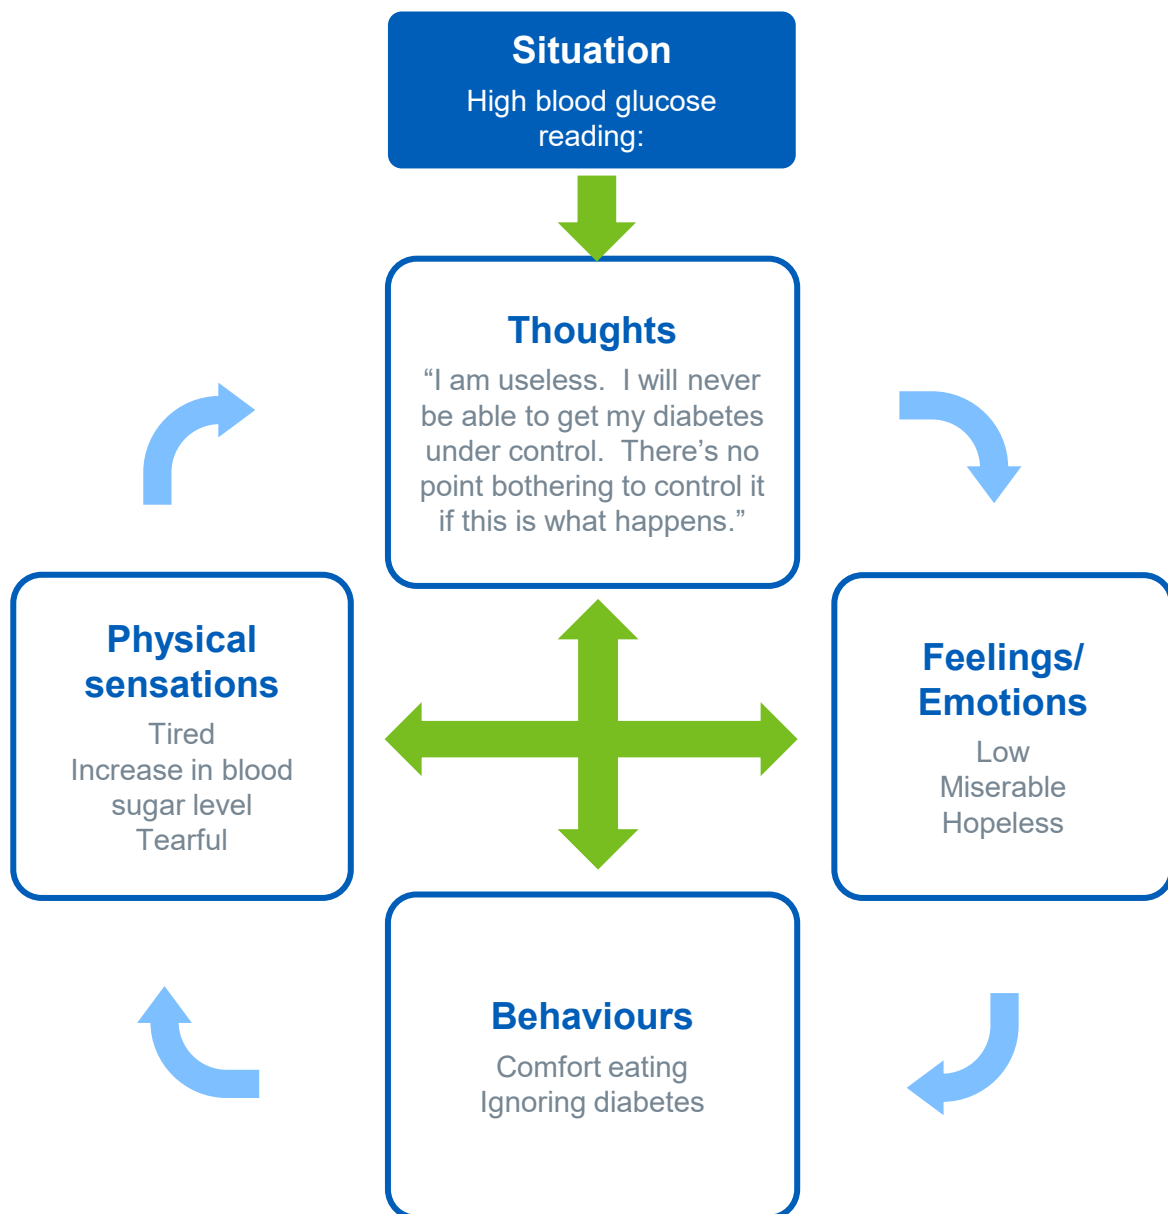 Situation
High blood glucose
reading:
Thoughts
“I am useless.  I will never
be able to get my diabetes
under control.  There’s no
point bothering to control it
if this is what happens.”
Physical
sensations
Tired
Increase in blood
sugar level
Tearful
Feelings/
Emotions
Low
Miserable
Hopeless
Behaviours
Comfort eating
Ignoring diabetes